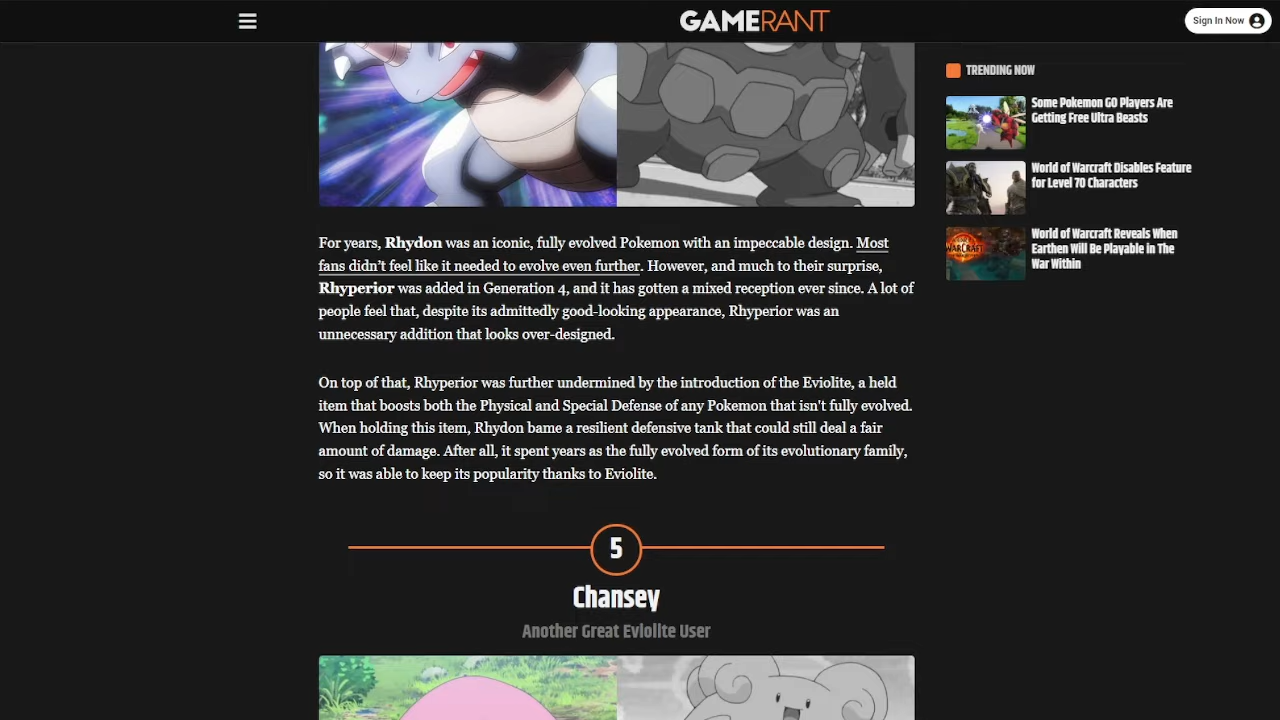 GAMERANT
Sign In Now
TRENDING NOW
Some Pokemon GO Players Are
Getting Free Ultra Beasts
World of Warcraft Disables Feature
for Level 70 Characters
WARCRAFT
World of Warcraft Reveals When
Earthen Will Be Playable in The
War Within
For years, Rhydon was an iconic, fully evolved Pokemon with an impeccable design. Most
fans didn’t feel like it needed to evolve even further. However, and much to their surprise,
Rhyperior was added in Generation 4, and it has gotten a mixed reception ever since. A lot of
people feel that, despite its admittedly good-looking appearance, Rhyperior was an
unnecessary addition that looks over-designed.
On top of that, Rhyperior was further undermined by the introduction of the Eviolite, a held
item that boosts both the Physical and Special Defense of any Pokemon that isn't fully evolved.
When holding this item, Rhydon bame a resilient defensive tank that could still deal a fair
amount of damage. After all, it spent years as the fully evolved form of its evolutionary family,
so it was able to keep its popularity thanks to Eviolite.
5
Chansey
Another Great Eviolite User